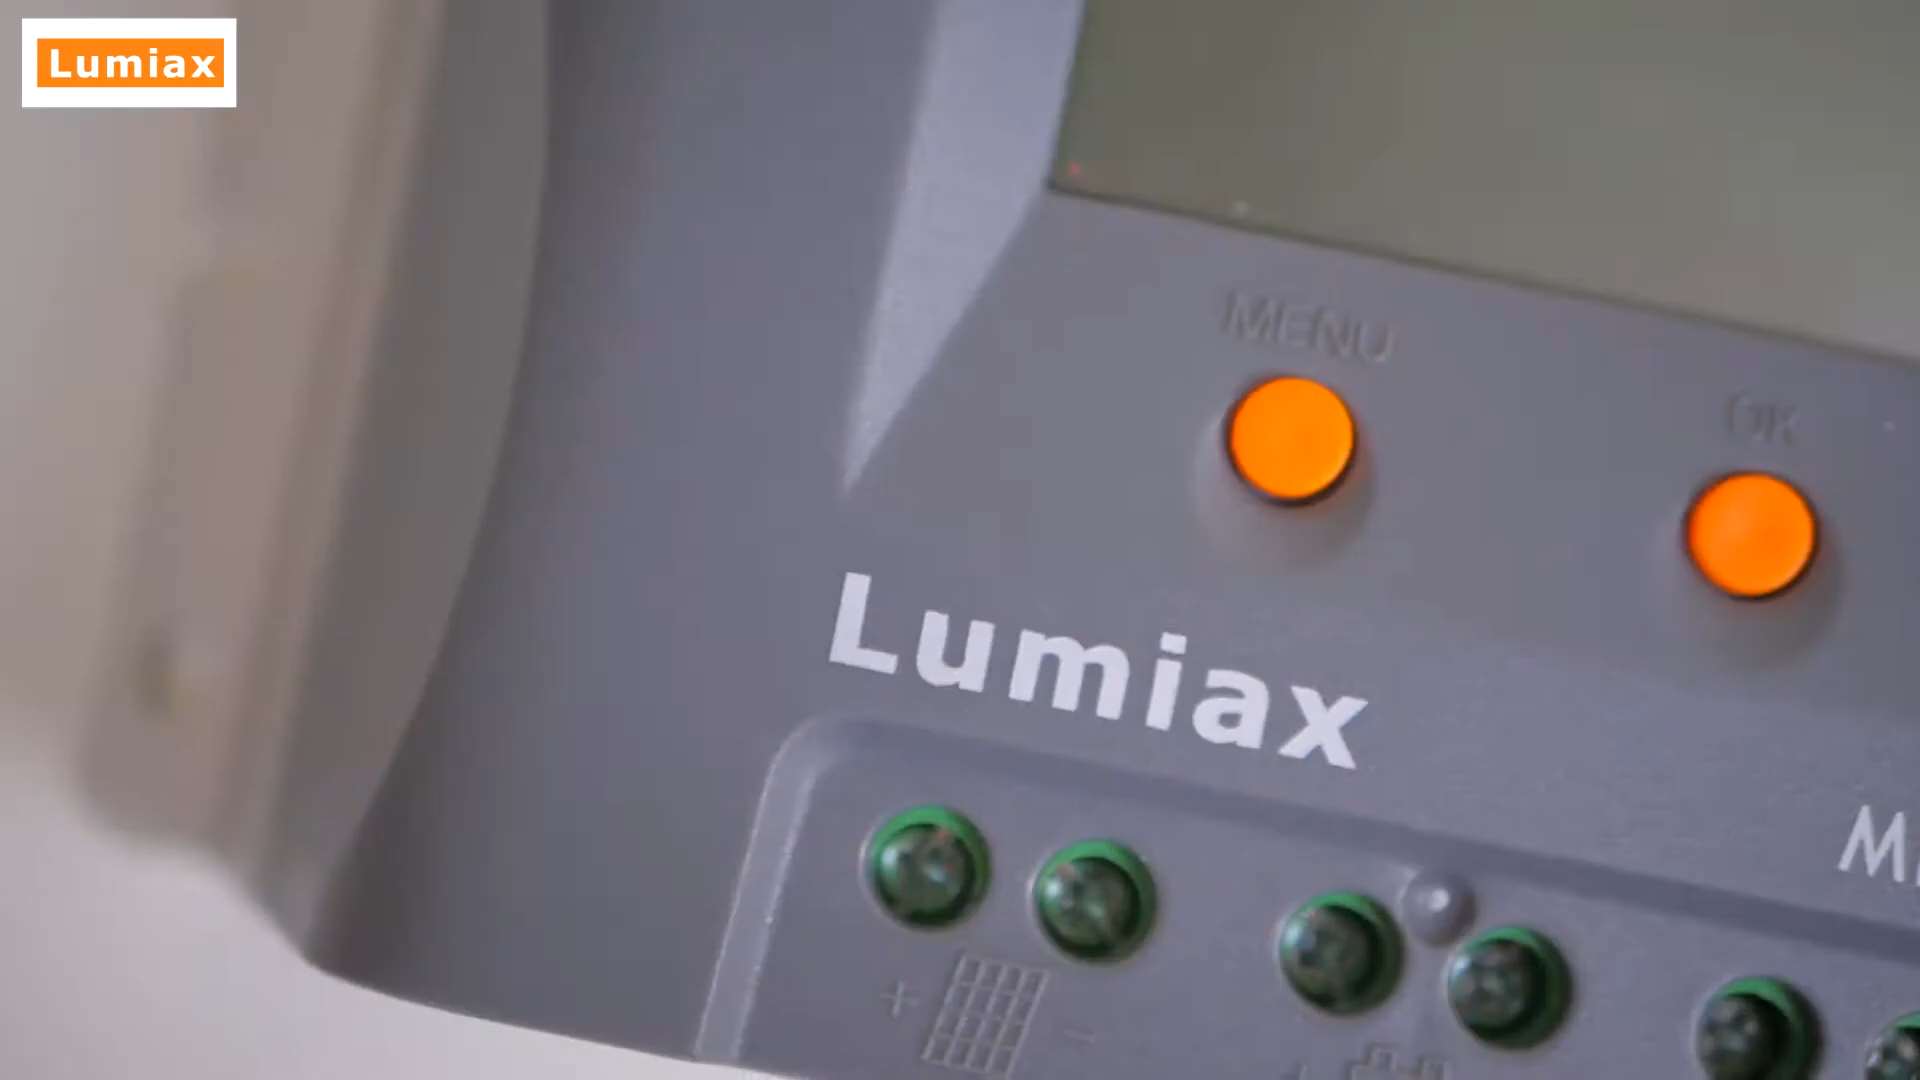 Lumiax
MENU
OK
Lumiax
+ -